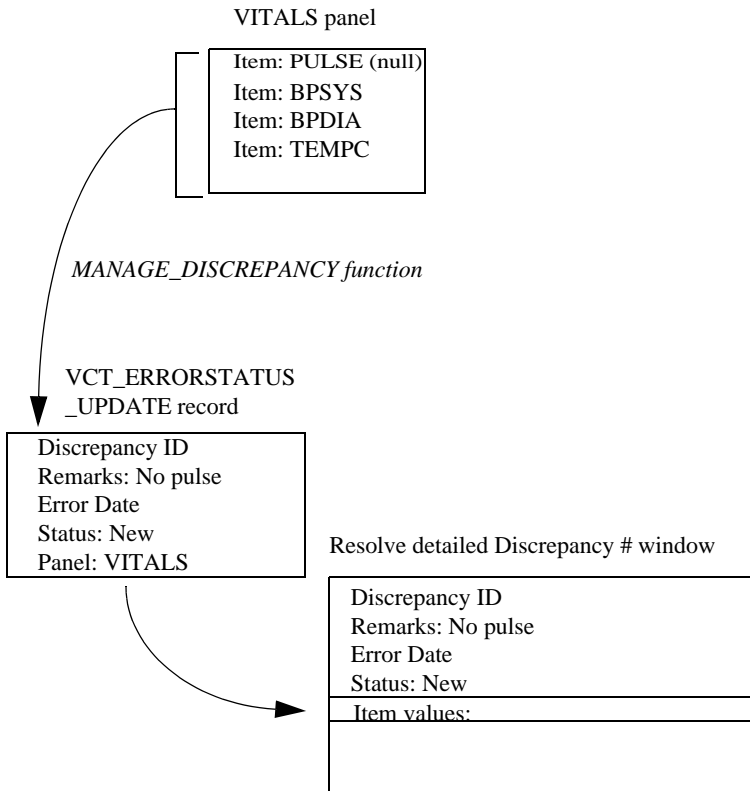 VITALS panel
Item: PULSE (null)
Item: BPSYS
Item: BPDIA
Item: TEMPC
MANAGE_DISCREPANCY function
VCT_ERRORSTATUS
_UPDATE record
Discrepancy ID
Remarks: No pulse
Error Date
Status: New
Panel: VITALS
Resolve detailed Discrepancy # window
Discrepancy ID
Remarks: No pulse
Error Date
Status: New
Item values: